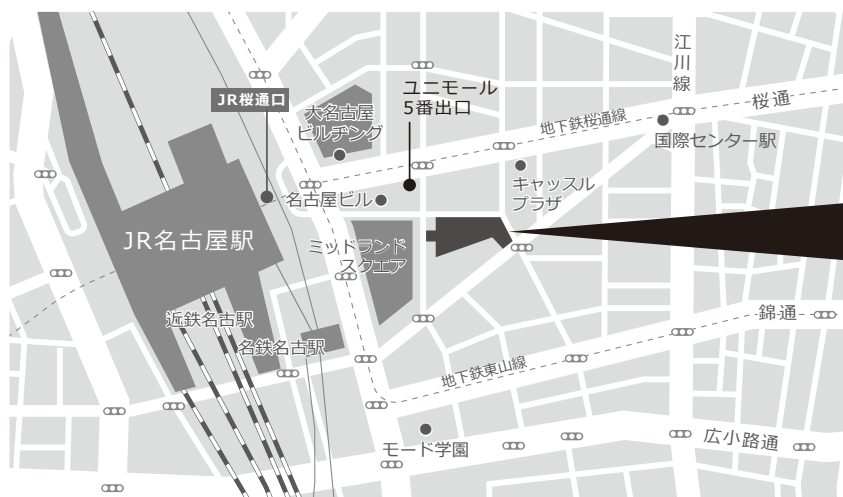 江川線
ユニモール
5番出口
JR桜通口
大名古屋
ビルヂング
地下鉄桜通線
桜通
国際センター駅
キャッスル
プラザ
名古屋ビル
JR名古屋駅
ミッドランド
スクエア
近鉄名古駅
名鉄名古駅
錦通
地下鉄東山線
モード学園
広小路通